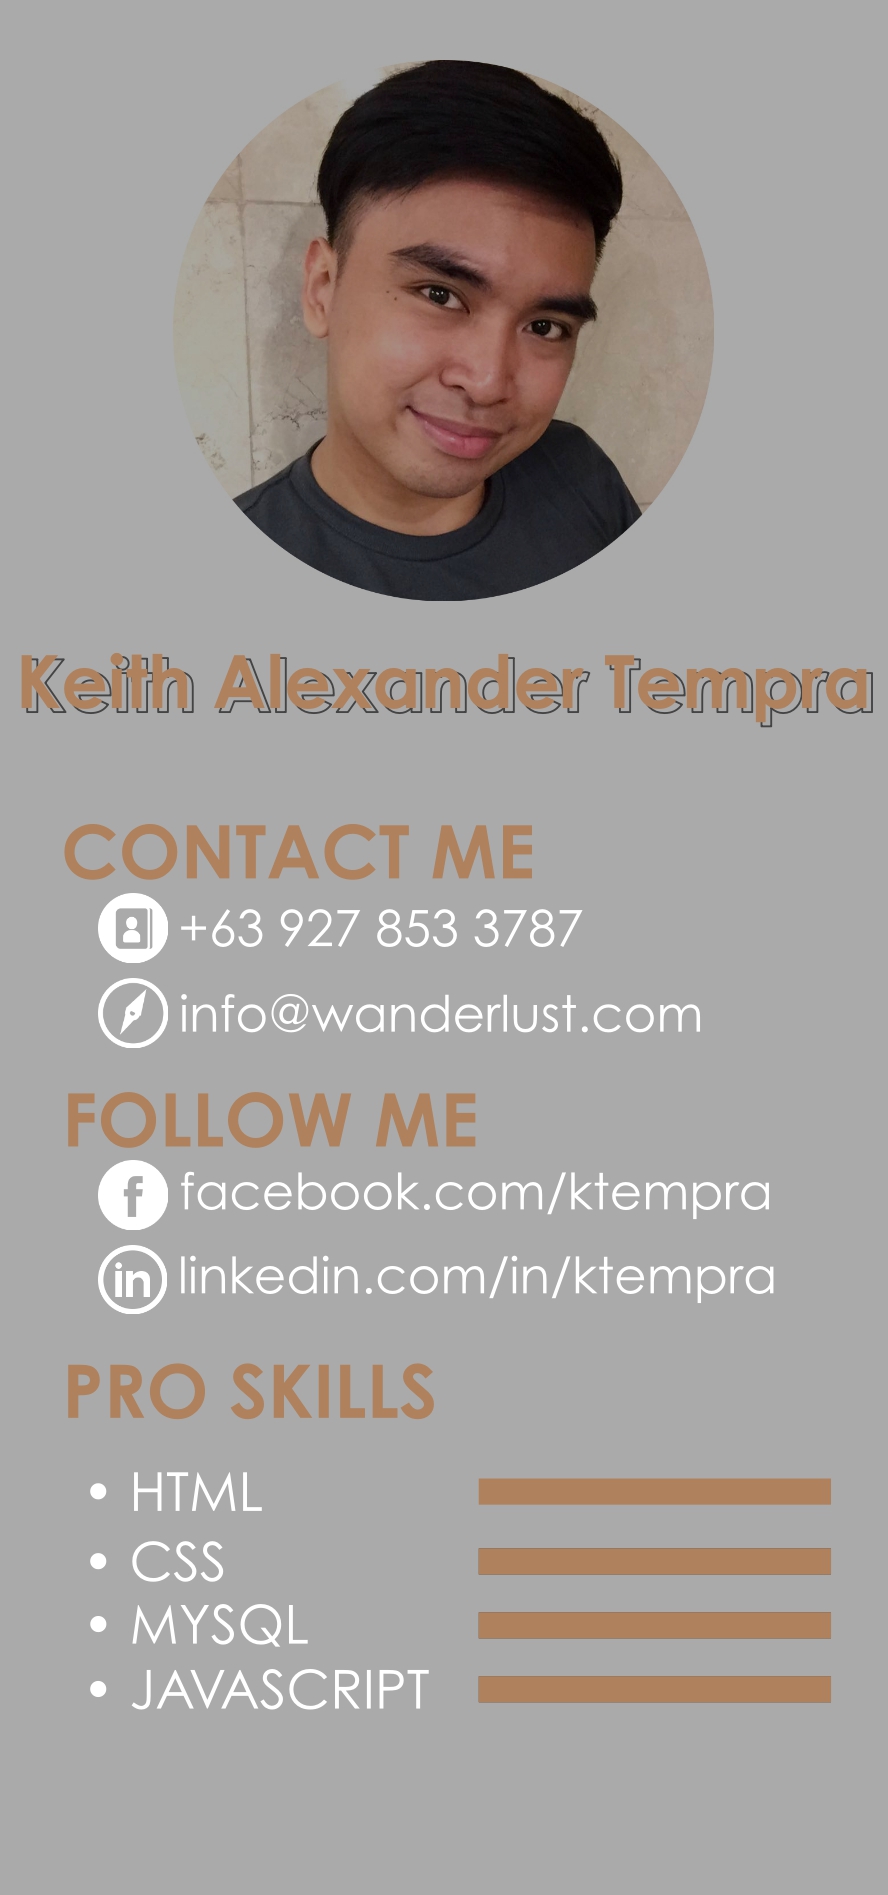 Keith Alexander Tempra
CONTACT ME
+63 927 853 3787
info@wanderlust.com
FOLLOW ME
facebook.com/ktempra
linkedin.com/in/ktempra
PRO SKILLS
• HTML
• CSS
• MYSQL
• JAVASCRIPT